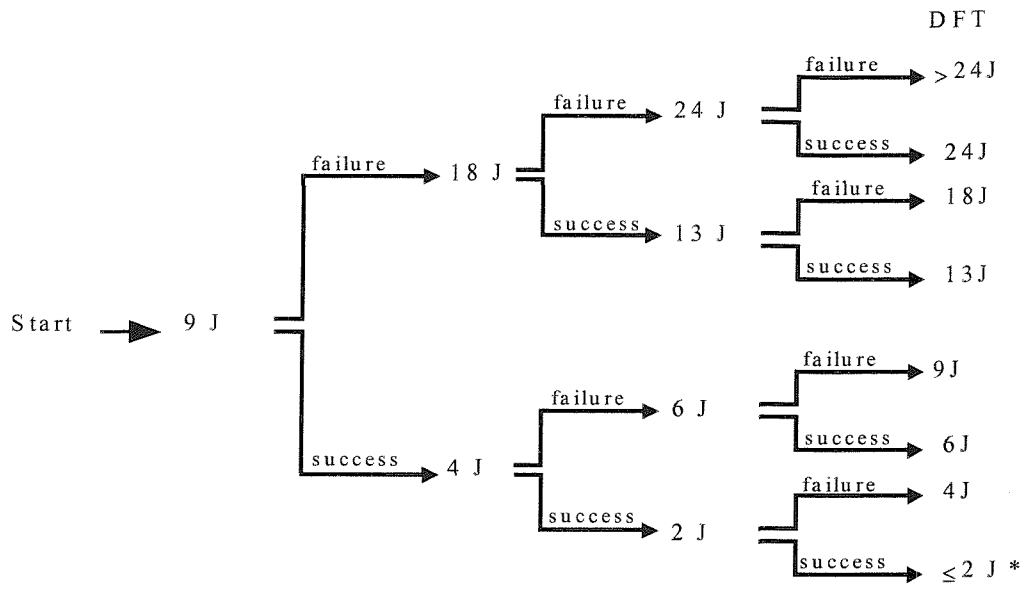 DFT
failure
>24J
failure
24 J
success
24J
failure
18 J
failure
18J
success
13 J
success
13J
Start
9 J
failure
9J
failure
6 J
success
6J
success
4 J
failure
4J
success
2 J
success
≤2 J *